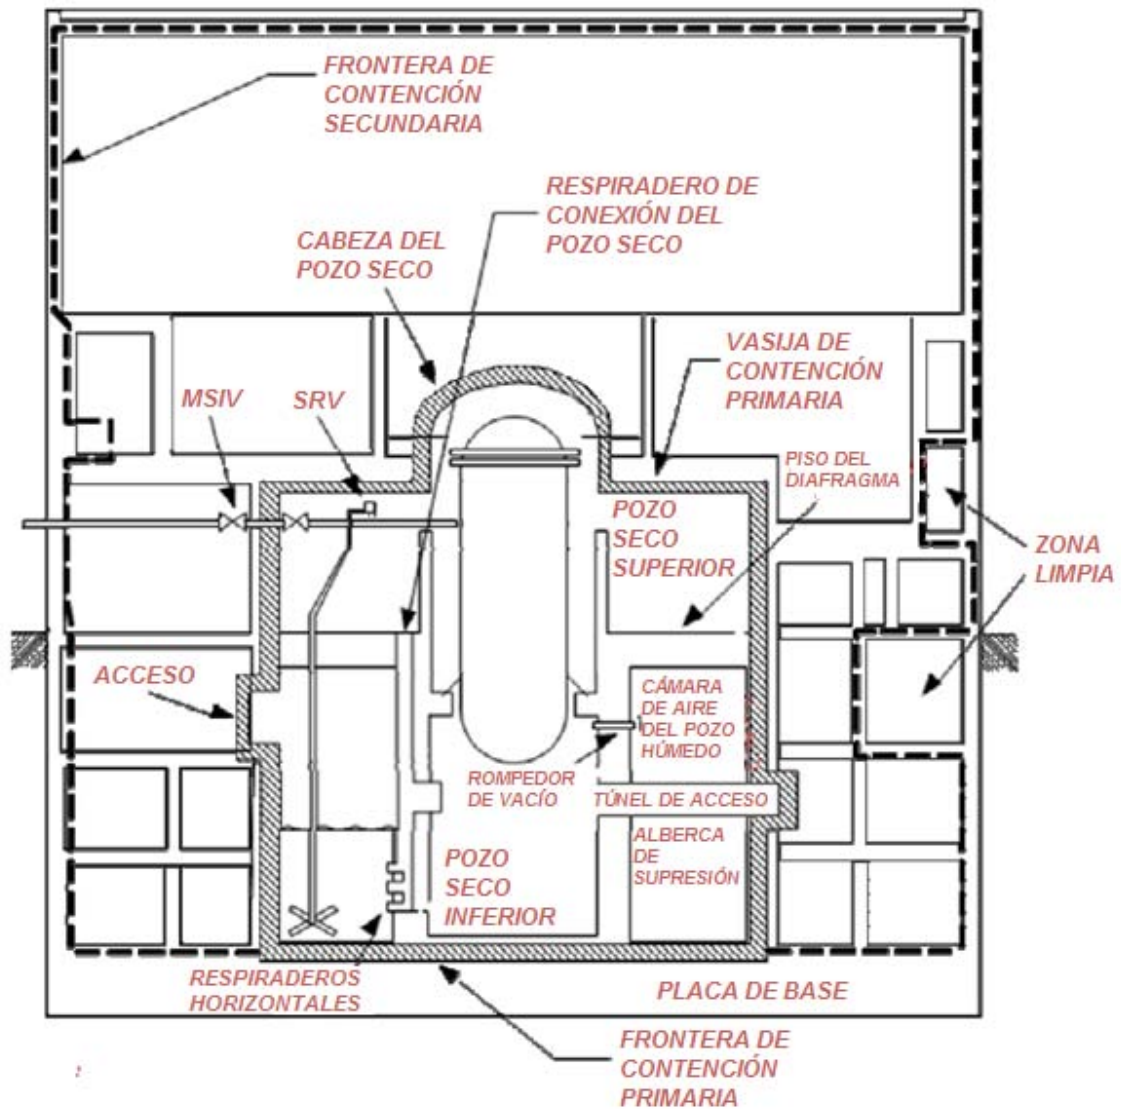 FRONTERA DE
CONTENCIÓN
SECUNDARIA
RESPIRADERO DE
CONEXIÓN DEL
POZO SECO
CABEZA DEL
POZO SECO
VASIJA DE
CONTENCIÓN
PRIMARIA
MSIV
SRV
PISO DEL
DIAFRAGMA
POZO
SECO
SUPERIOR
ZONA
LIMPIA
ACCESO
CÁMARA
DE AIRE
DEL POZO
HÚMEDO
ROMPEDOR
DE VACÍO
TÚNEL DE ACCESO
ALBERCA
DE
SUPRESIÓN
POZO
SECO
INFERIOR
RESPIRADEROS
HORIZONTALES
PLACA DE BASE
FRONTERA DE
CONTENCIÓN
PRIMARIA